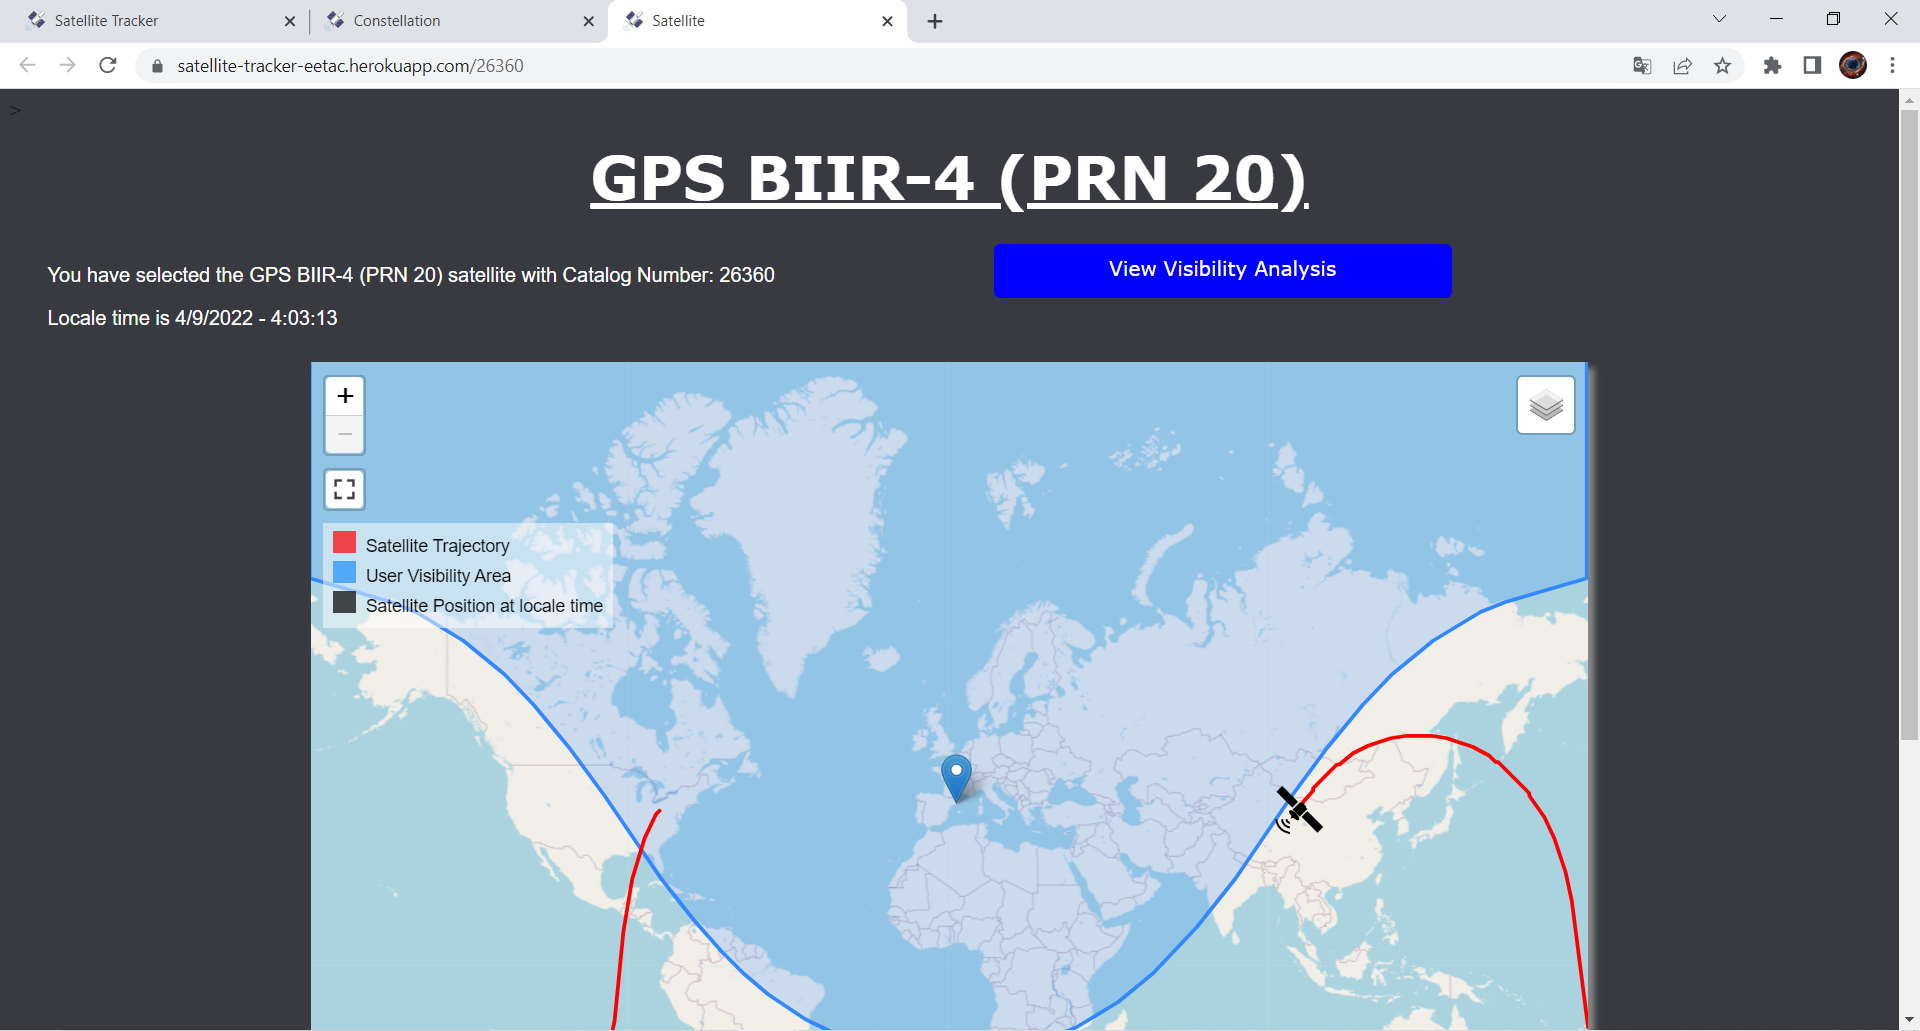 Satellite Tracker
Constellation
Satellite
satellite-tracker-eetac.herokuapp.com/26360
>
GPS BIIR-4 (PRN 20)
You have selected the GPS BIIR-4 (PRN 20) satellite with Catalog Number: 26360
View Visibility Analysis
Locale time is 4/9/2022 - 4:03:13
+
−
Satellite Trajectory
User Visibility Area
Satellite Position at locale time